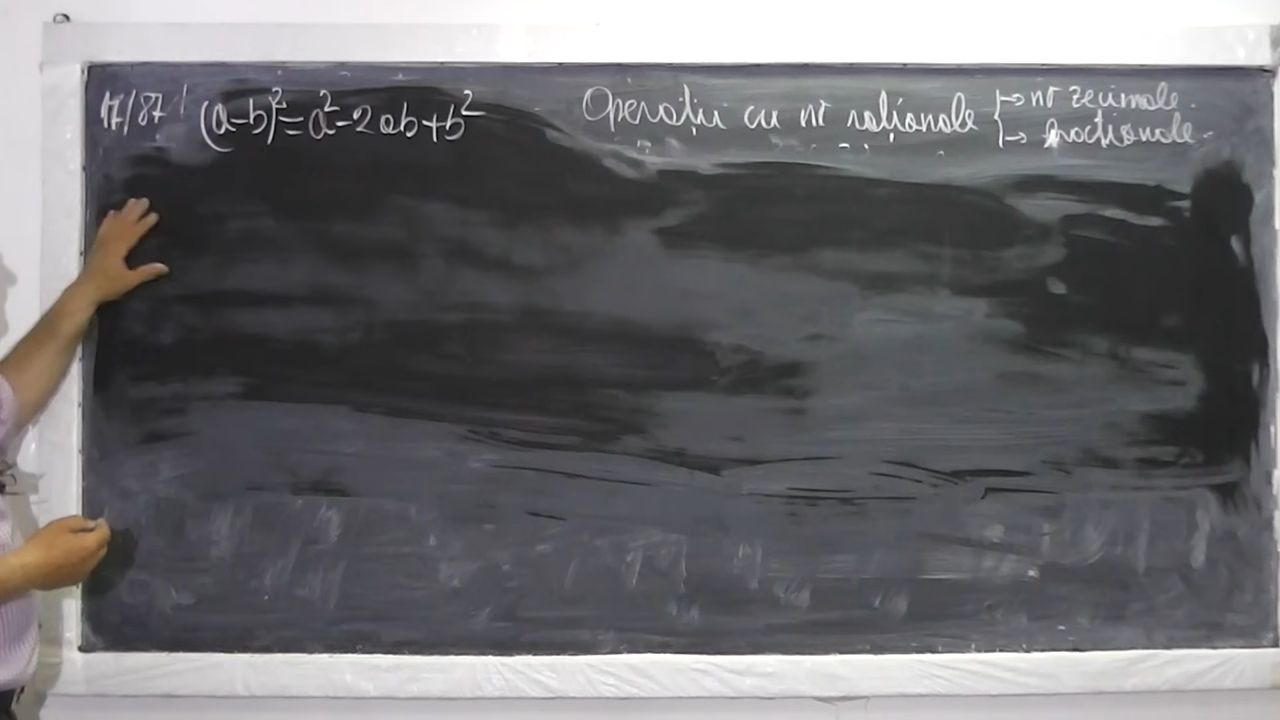 17/87 (a-b)²=a²-2ab+b²
Operații cu nr raționale → nr zecimale.
→ fracționale.